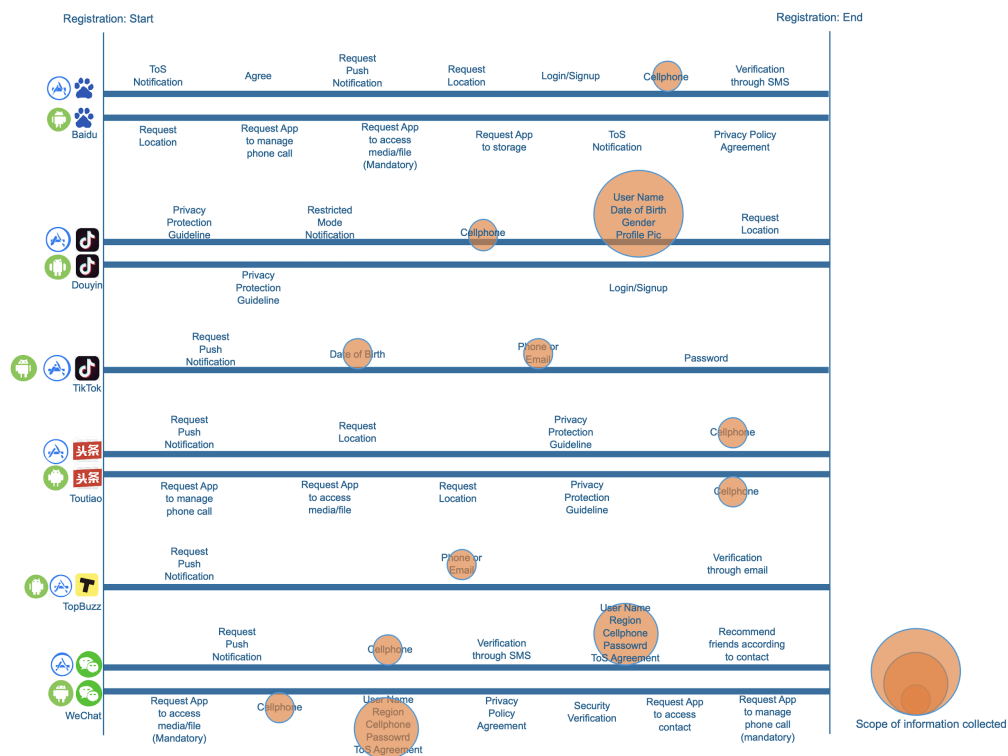 Registration: Start
Registration: End
ToS
Notification
Agree
Request
Push
Notification
Request
Location
Login/Signup
Cellphone
Verification
through SMS
Baidu
Request
Location
Request App
to manage
phone call
Request App
to access
media/file
(Mandatory)
Request App
to storage
ToS
Notification
Privacy Policy
Agreement
Privacy
Protection
Guideline
Restricted
Mode
Notification
Cellphone
User Name
Date of Birth
Gender
Profile Pic
Request
Location
Douyin
Privacy
Protection
Guideline
Login/Signup
Request
Push
Notification
Date of Birth
Phone or
Email
Password
TikTok
Request
Push
Notification
Request
Location
Privacy
Protection
Guideline
Cellphone
头条
头条
Toutiao
Request App
to manage
phone call
Request App
to access
media/file
Request
Location
Privacy
Protection
Guideline
Cellphone
Request
Push
Notification
Phone or
Email
Verification
through email
TopBuzz
Request
Push
Notification
Cellphone
Verification
through SMS
User Name
Region
Cellphone
Passowrd
ToS Agreement
Recommend
friends according
to contact
WeChat
Request App
to access
media/file
(Mandatory)
Cellphone
User Name
Region
Cellphone
Passowrd
ToS Agreement
Privacy
Policy
Agreement
Security
Verification
Request App
to access
contact
Request App
to manage
phone call
(mandatory)
Scope of information collected